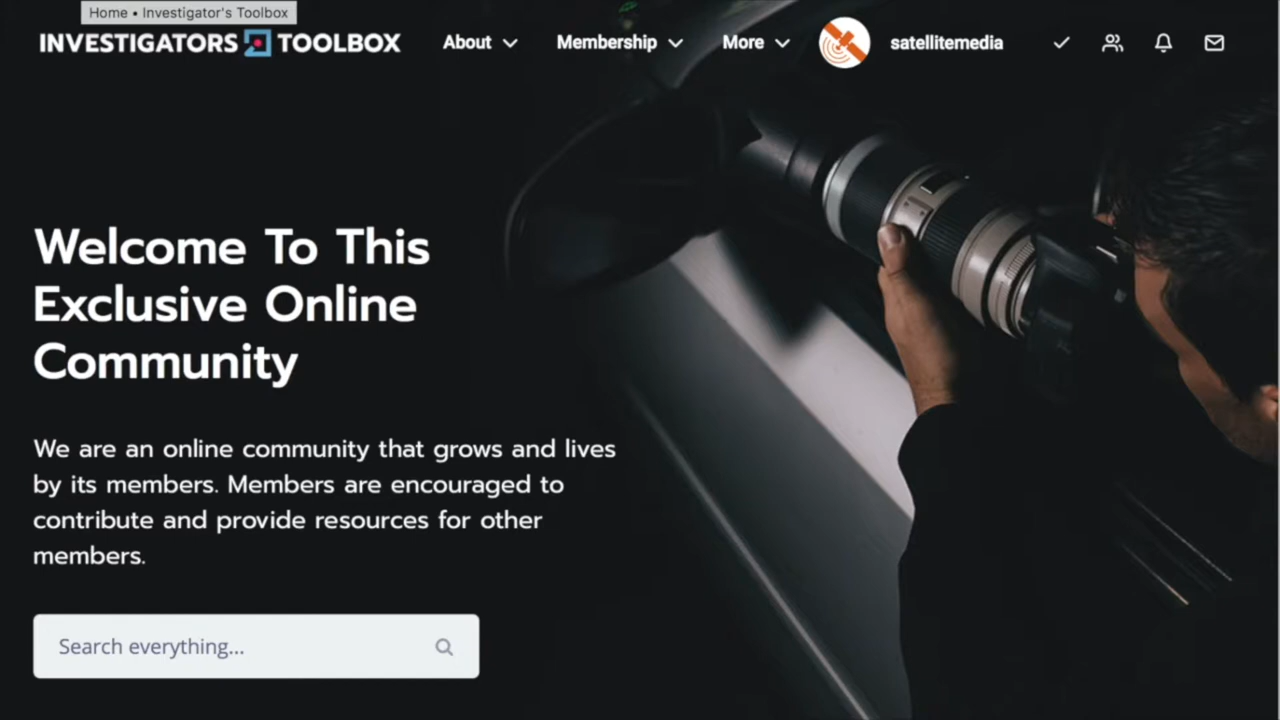 Home • Investigator's Toolbox
INVESTIGATORS TOOLBOX
About Membership More satellitemedia
Welcome To This
Exclusive Online
Community
We are an online community that grows and lives
by its members. Members are encouraged to
contribute and provide resources for other
members.
Search everything...